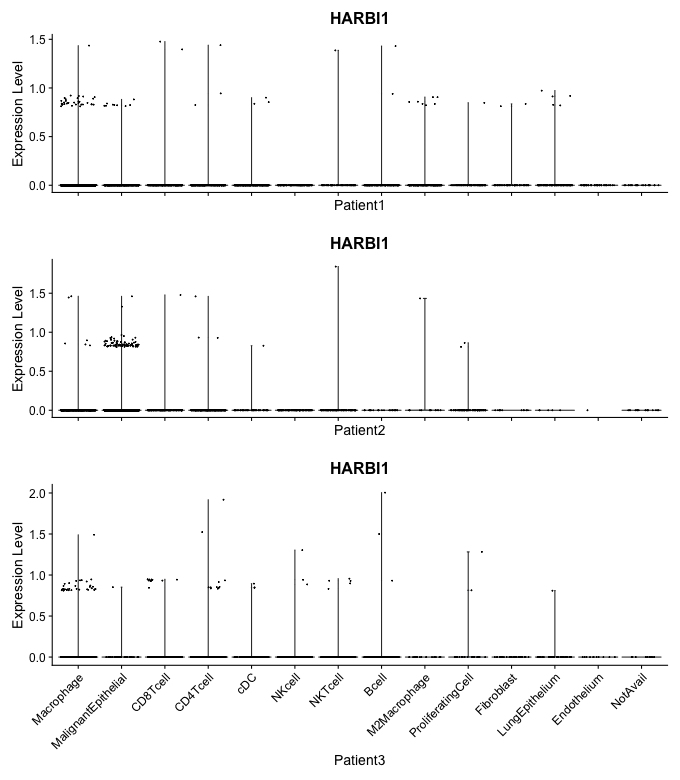 HARBI1
Expression Level
1.5
1.0
0.5
0.0
Patient1
HARBI1
Expression Level
1.5
1.0
0.5
0.0
Patient2
HARBI1
Expression Level
2.0
1.5
1.0
0.5
0.0
Macrophage
MalignantEpithelial
CD8Tcell
CD4Tcell
cDC
NKcell
NKTcell
Bcell
M2Macrophage
ProliferatingCell
Fibroblast
LungEpithelium
Endothelium
NotAvail
Patient3